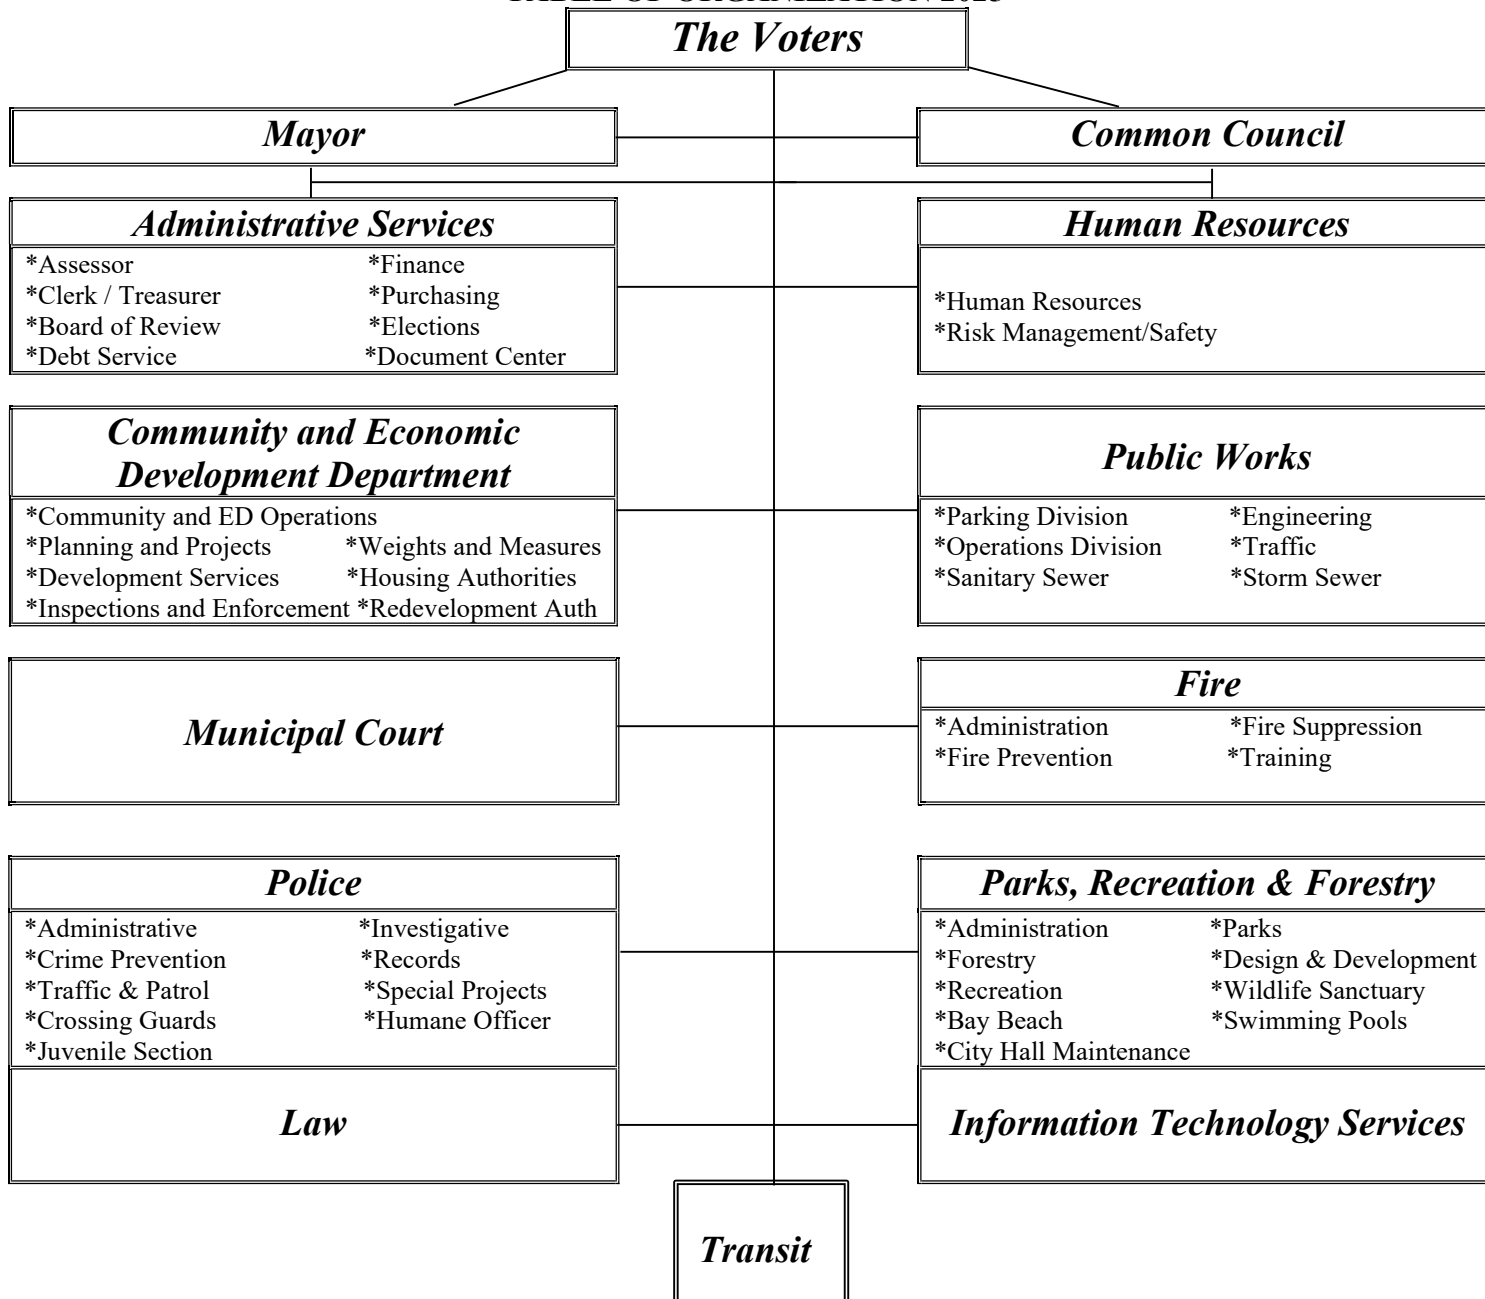 TABLE OF ORGANIZATION 2023
The Voters
Mayor
Common Council
Administrative Services
*Assessor *Finance
*Clerk / Treasurer *Purchasing
*Board of Review *Elections
*Debt Service *Document Center
Human Resources
*Human Resources
*Risk Management/Safety
Community and Economic
Development Department
*Community and ED Operations
*Planning and Projects *Weights and Measures
*Development Services *Housing Authorities
*Inspections and Enforcement *Redevelopment Auth
Public Works
*Parking Division *Engineering
*Operations Division *Traffic
*Sanitary Sewer *Storm Sewer
Municipal Court
Fire
*Administration *Fire Suppression
*Fire Prevention *Training
Police
*Administrative *Investigative
*Crime Prevention *Records
*Traffic & Patrol *Special Projects
*Crossing Guards *Humane Officer
*Juvenile Section
Parks, Recreation & Forestry
*Administration *Parks
*Forestry *Design & Development
*Recreation *Wildlife Sanctuary
*Bay Beach *Swimming Pools
*City Hall Maintenance
Law
Information Technology Services
Transit